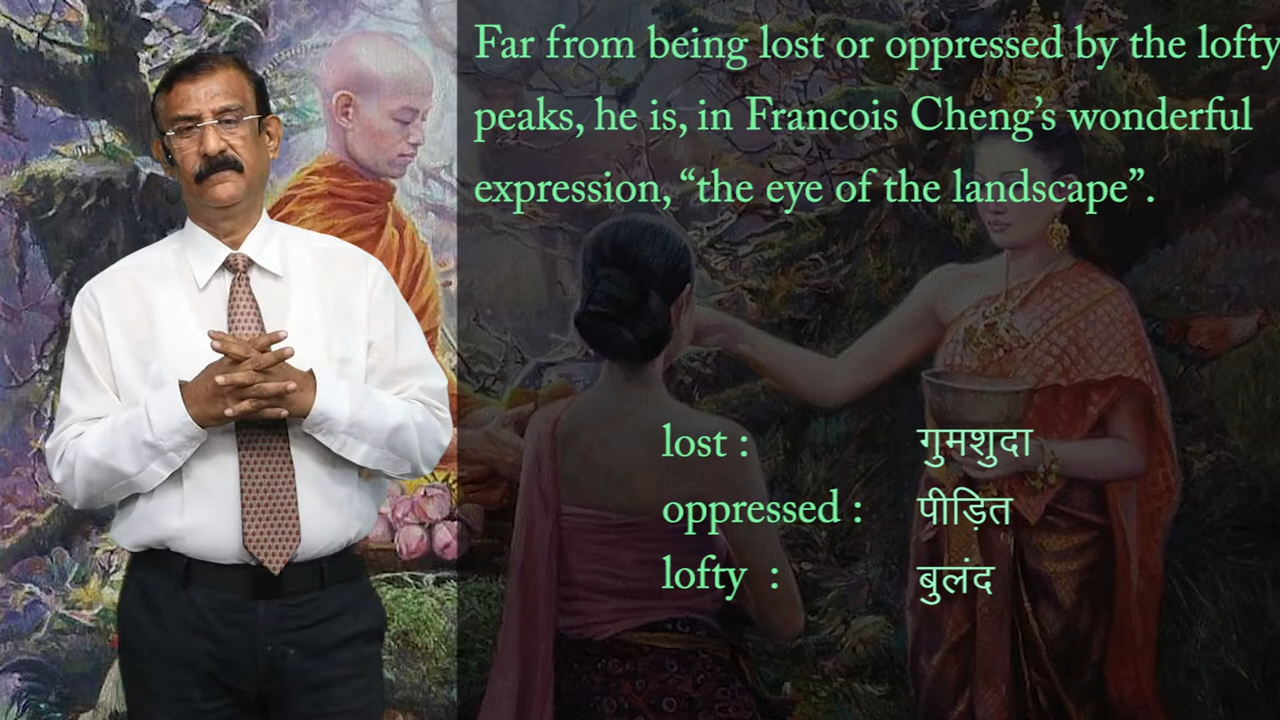 Far from being lost or oppressed by the lofty
peaks, he is, in Francois Cheng’s wonderful
expression, “the eye of the landscape”.
lost : गुमशुदा
oppressed : पीड़ित
lofty : बुलंद